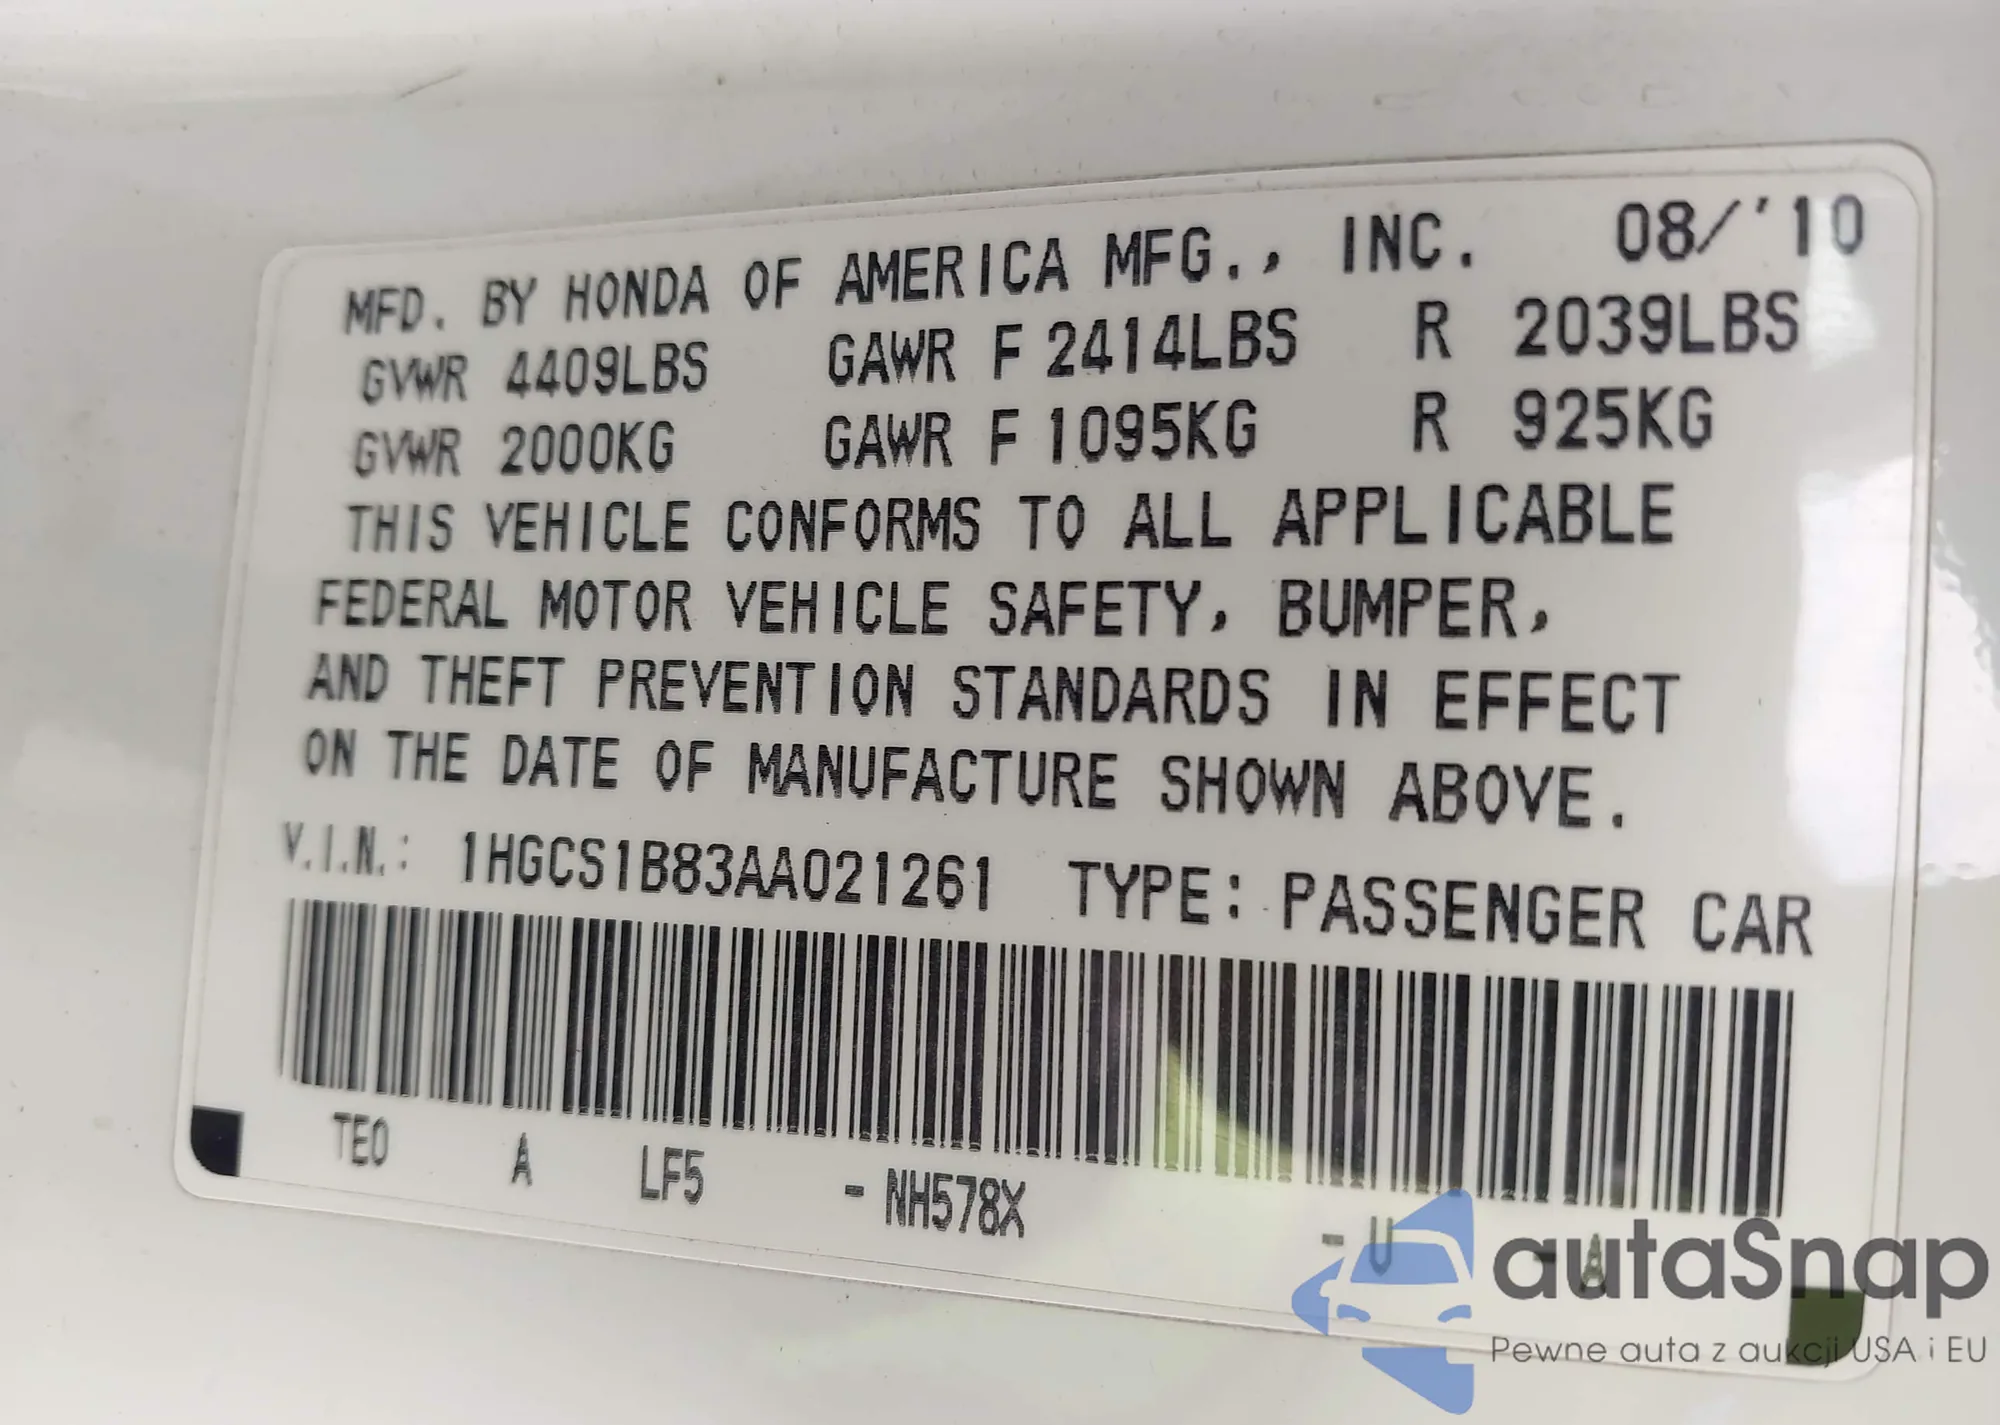 MFD. BY HONDA OF AMERICA MFG., INC. 08/'10
GVWR 4409LBS GAWR F 2414LBS R 2039LBS
GVWR 2000KG GAWR F 1095KG R 925KG
THIS VEHICLE CONFORMS TO ALL APPLICABLE
FEDERAL MOTOR VEHICLE SAFETY, BUMPER,
AND THEFT PREVENTION STANDARDS IN EFFECT
ON THE DATE OF MANUFACTURE SHOWN ABOVE.
V.I.N.: 1HGCS1B83AA021261 TYPE: PASSENGER CAR
TE0 A LF5 - NH578X - U - A
autaSnap
Pewne auta z aukcji USA i EU